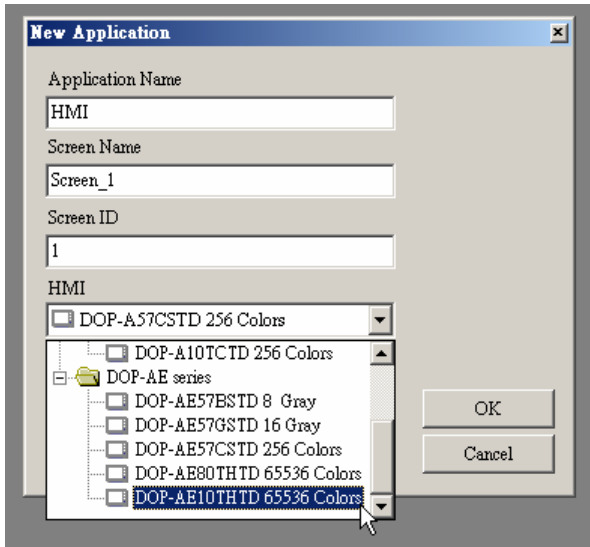 New Application
Application Name
HMI
Screen Name
Screen_1
Screen ID
1
HMI
DOP-A57CSTD 256 Colors
DOP-A10TCTD 256 Colors
DOP-AE series
DOP-AE57BSTD 8  Gray
DOP-AE57GSTD 16 Gray
DOP-AE57CSTD 256 Colors
DOP-AE80THTD 65536 Colors
DOP-AE10THTD 65536 Colors
OK
Cancel